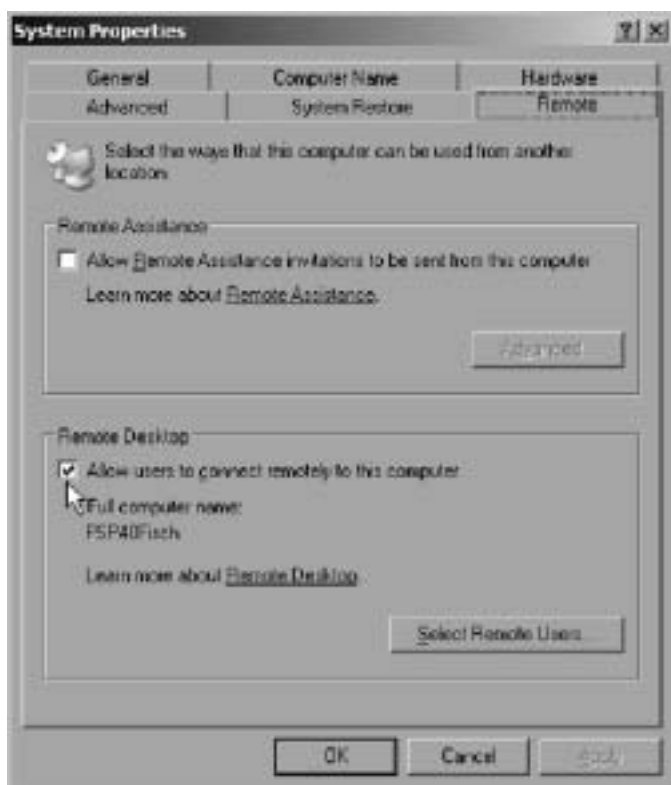 System Properties
General Computer Name Hardware
Advanced System Restore Remote
Select the ways that this computer can be used from another
location.
Remote Assistance
Allow Remote Assistance invitations to be sent from this computer
Learn more about Remote Assistance.
Advanced
Remote Desktop
Allow users to connect remotely to this computer
Full computer name:
Learn more about Remote Desktop.
Select Remote Users...
OK Cancel Apply